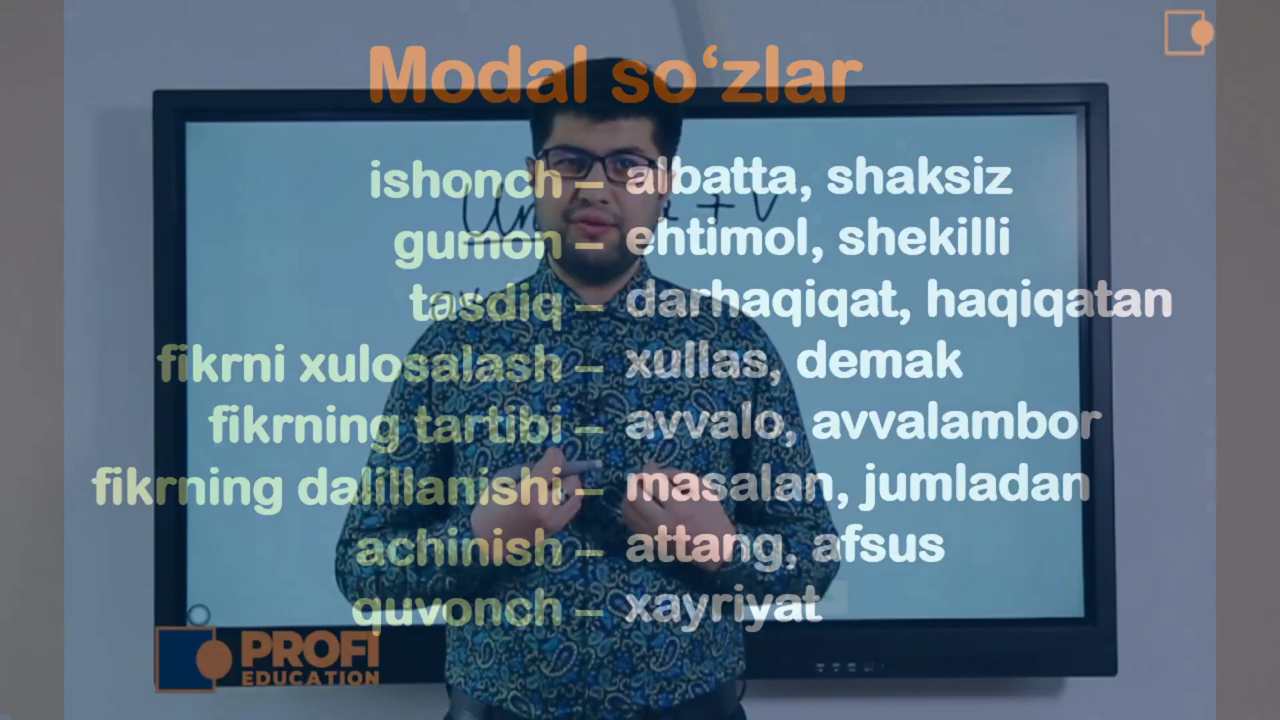 Modal so‘zlar
ishonch – albatta, shaksiz
gumon – ehtimol, shekilli
tasdiq – darhaqiqat, haqiqatan
fikrni xulosalash – xullas, demak
fikrning tartibi – avvalo, avvalambor
fikrning dalillanishi – masalan, jumladan
achinish – attang, afsus
quvonch – xayriyat
PROFI
EDUCATION